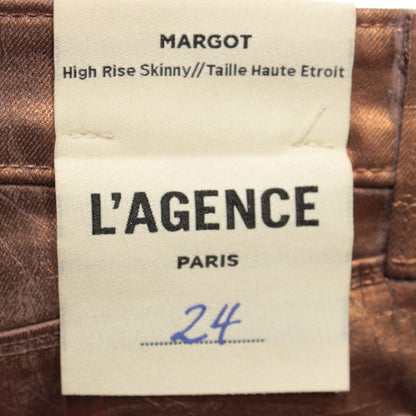 MARGOT
High Rise Skinny//Taille Haute Etroit
L'AGENCE
PARIS
24